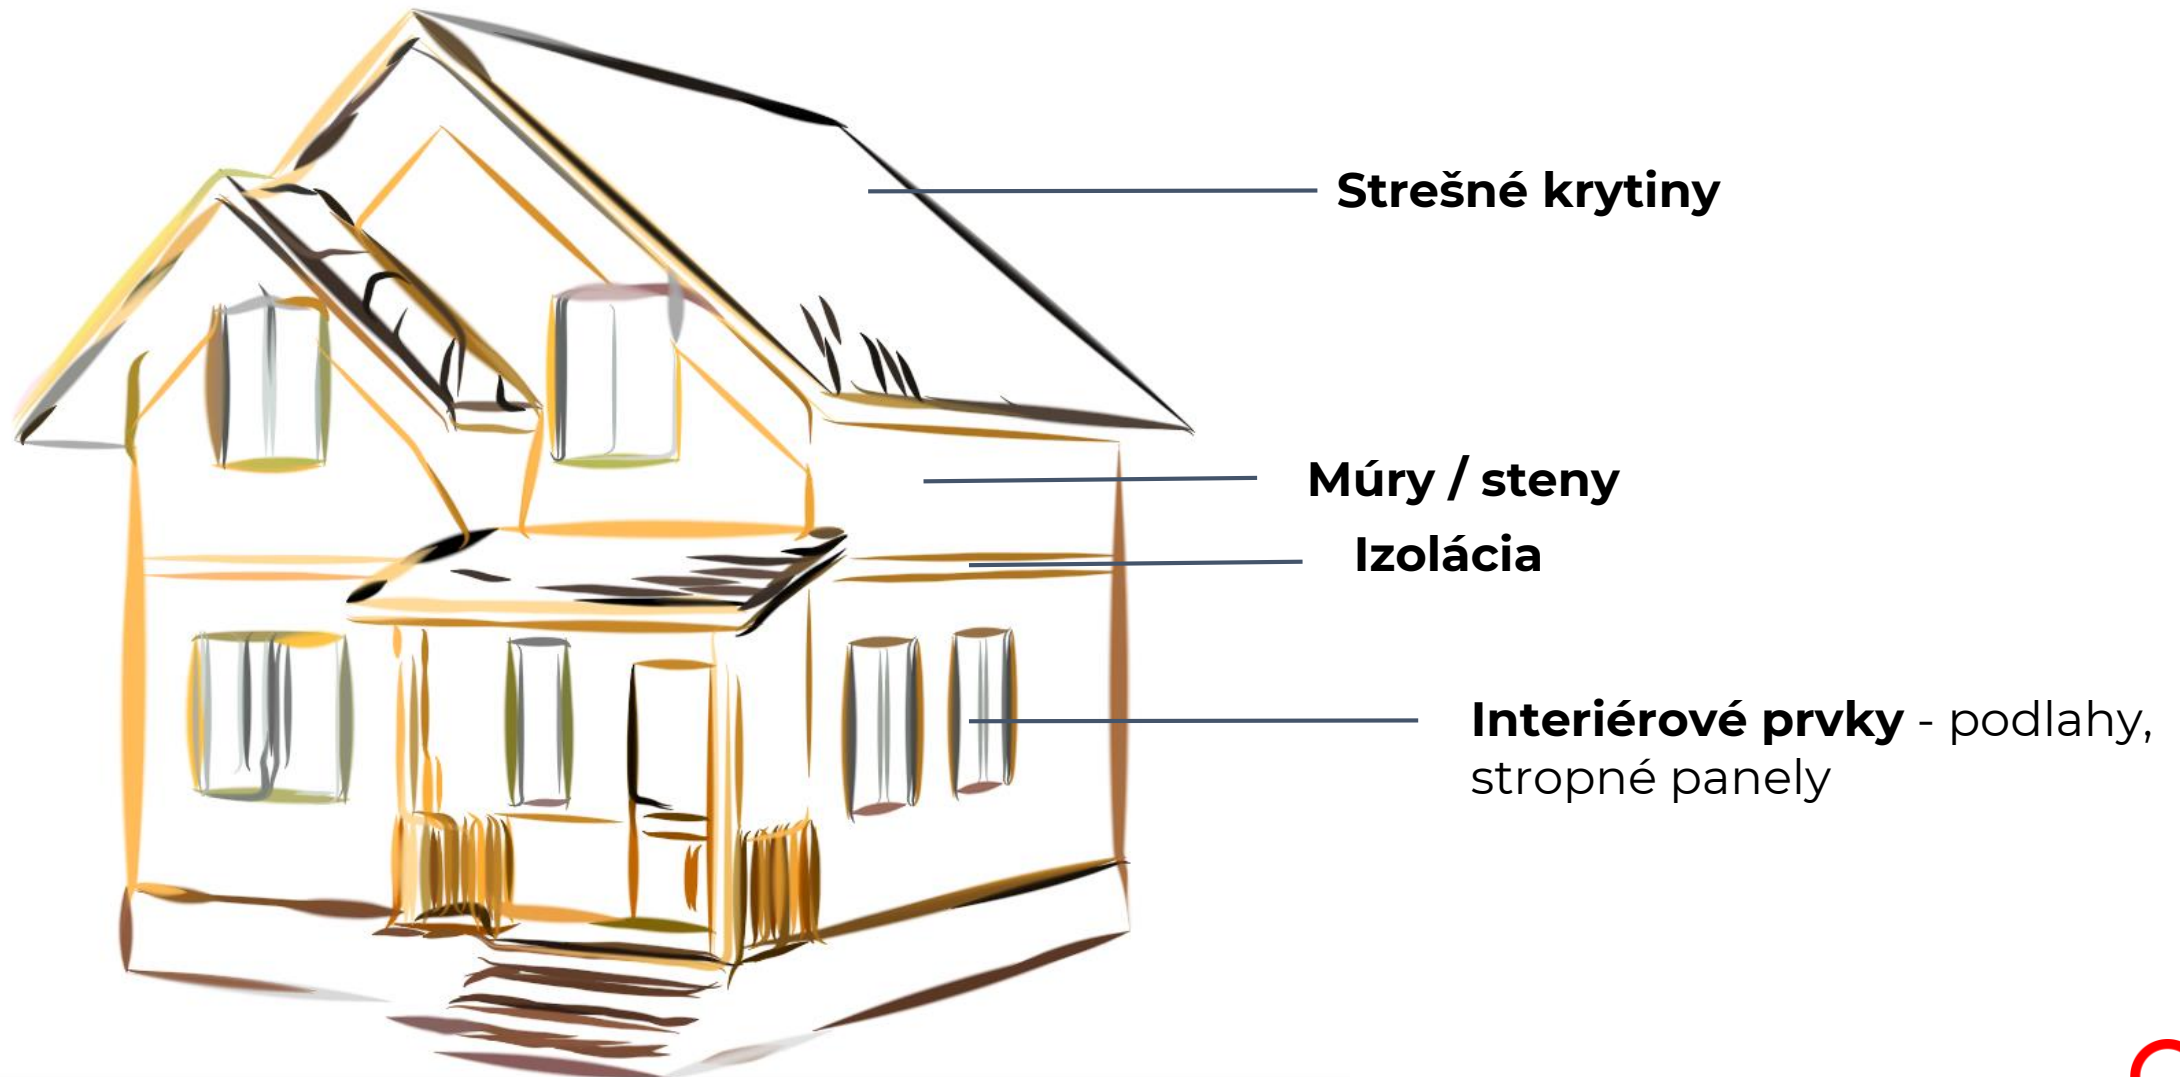 Strešné krytiny
Múry / steny
Izolácia
Interiérové prvky - podlahy,
stropné panely